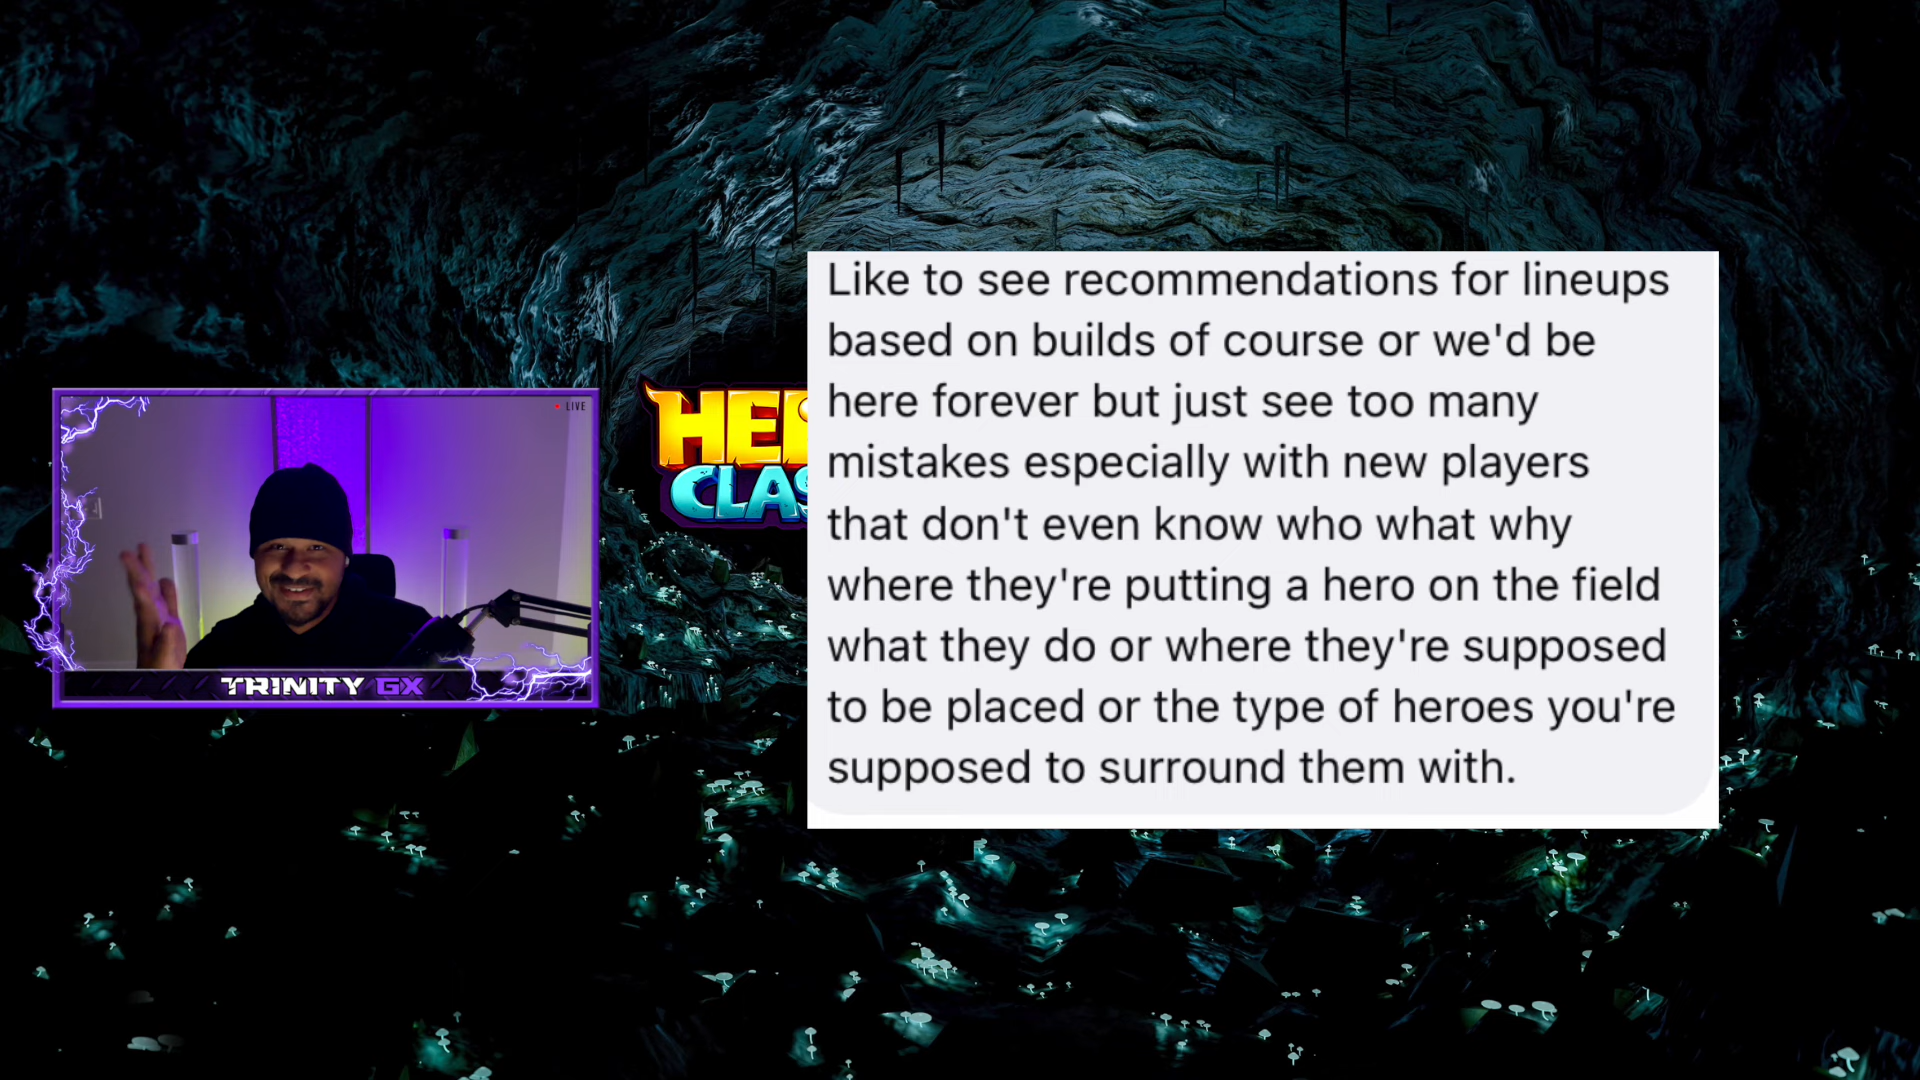 LIVE
TRINITY GX
HE
CLAS
Like to see recommendations for lineups
based on builds of course or we'd be
here forever but just see too many
mistakes especially with new players
that don't even know who what why
where they're putting a hero on the field
what they do or where they're supposed
to be placed or the type of heroes you're
supposed to surround them with.